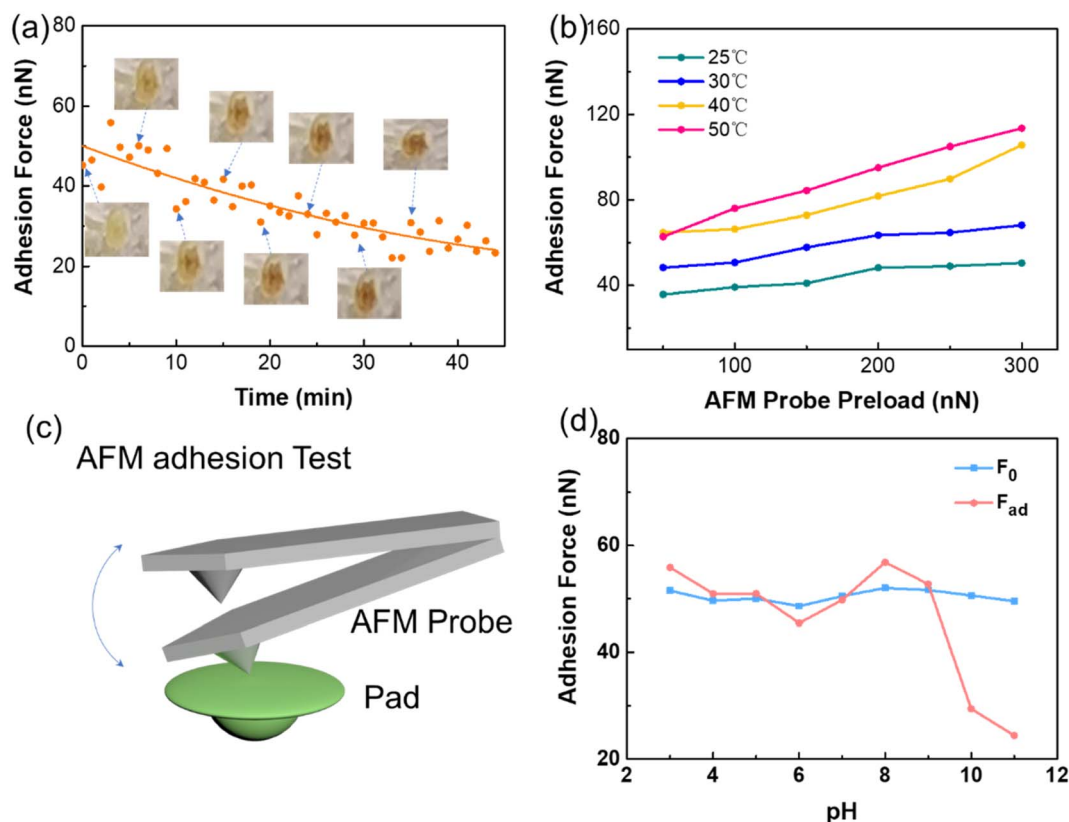 (a)
80
60
40
20
0
Adhesion Force (nN)
0 10 20 30 40
Time (min)
(b)
160
120
80
40
Adhesion Force (nN)
25℃
30℃
40℃
50℃
100 200 300
AFM Probe Preload (nN)
(c)
AFM adhesion Test
AFM Probe
Pad
(d)
80
60
40
20
Adhesion Force (nN)
F0
Fad
2 4 6 8 10 12
pH